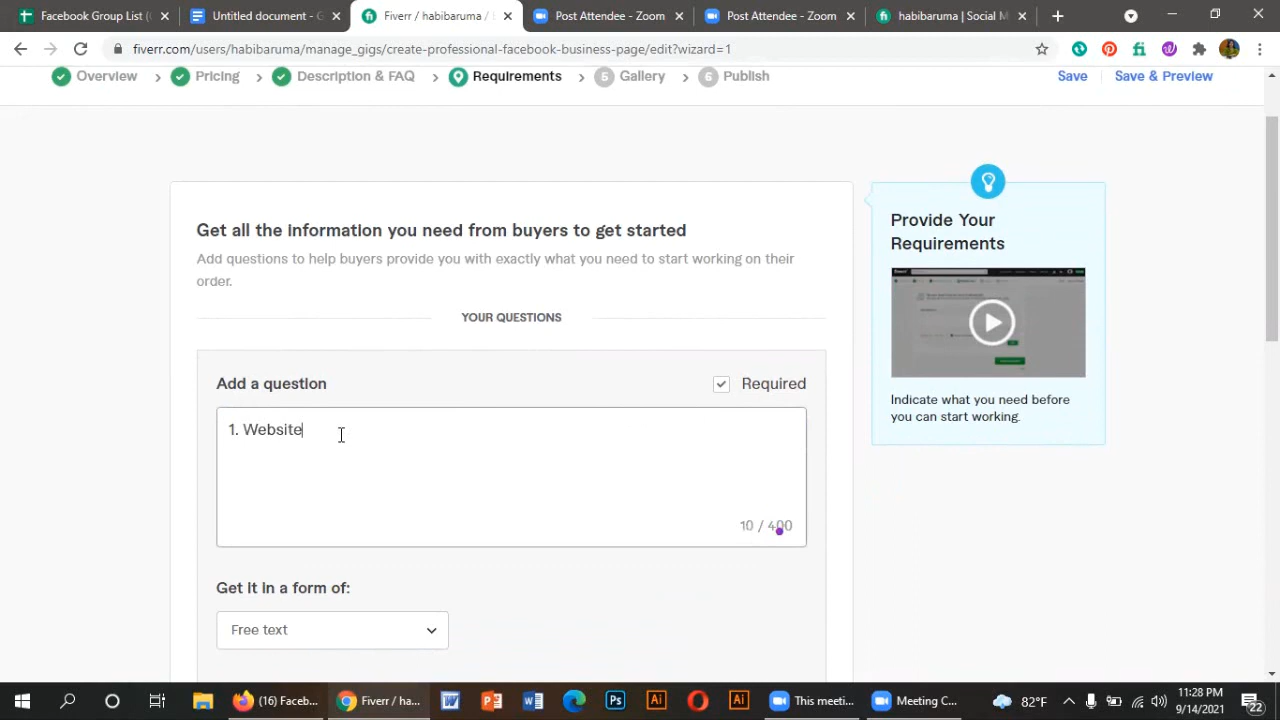 Facebook Group List (
Untitled document - G
Fiverr / habibaruma /
Post Attendee - Zoom
Post Attendee - Zoom
habibaruma | Social M
fiverr.com/users/habibaruma/manage_gigs/create-professional-facebook-business-page/edit?wizard=1
Overview
Pricing
Description & FAQ
Requirements
5 Gallery
6 Publish
Save
Save & Preview
Get all the information you need from buyers to get started
Add questions to help buyers provide you with exactly what you need to start working on their
order.
YOUR QUESTIONS
Add a question
Required
1. Website
10 / 400
Get it in a form of:
Free text
Provide Your
Requirements
Indicate what you need before
you can start working.
(16) Faceb...
Fiverr / ha...
This meeti...
Meeting C...
82°F
11:28 PM
9/14/2021
22